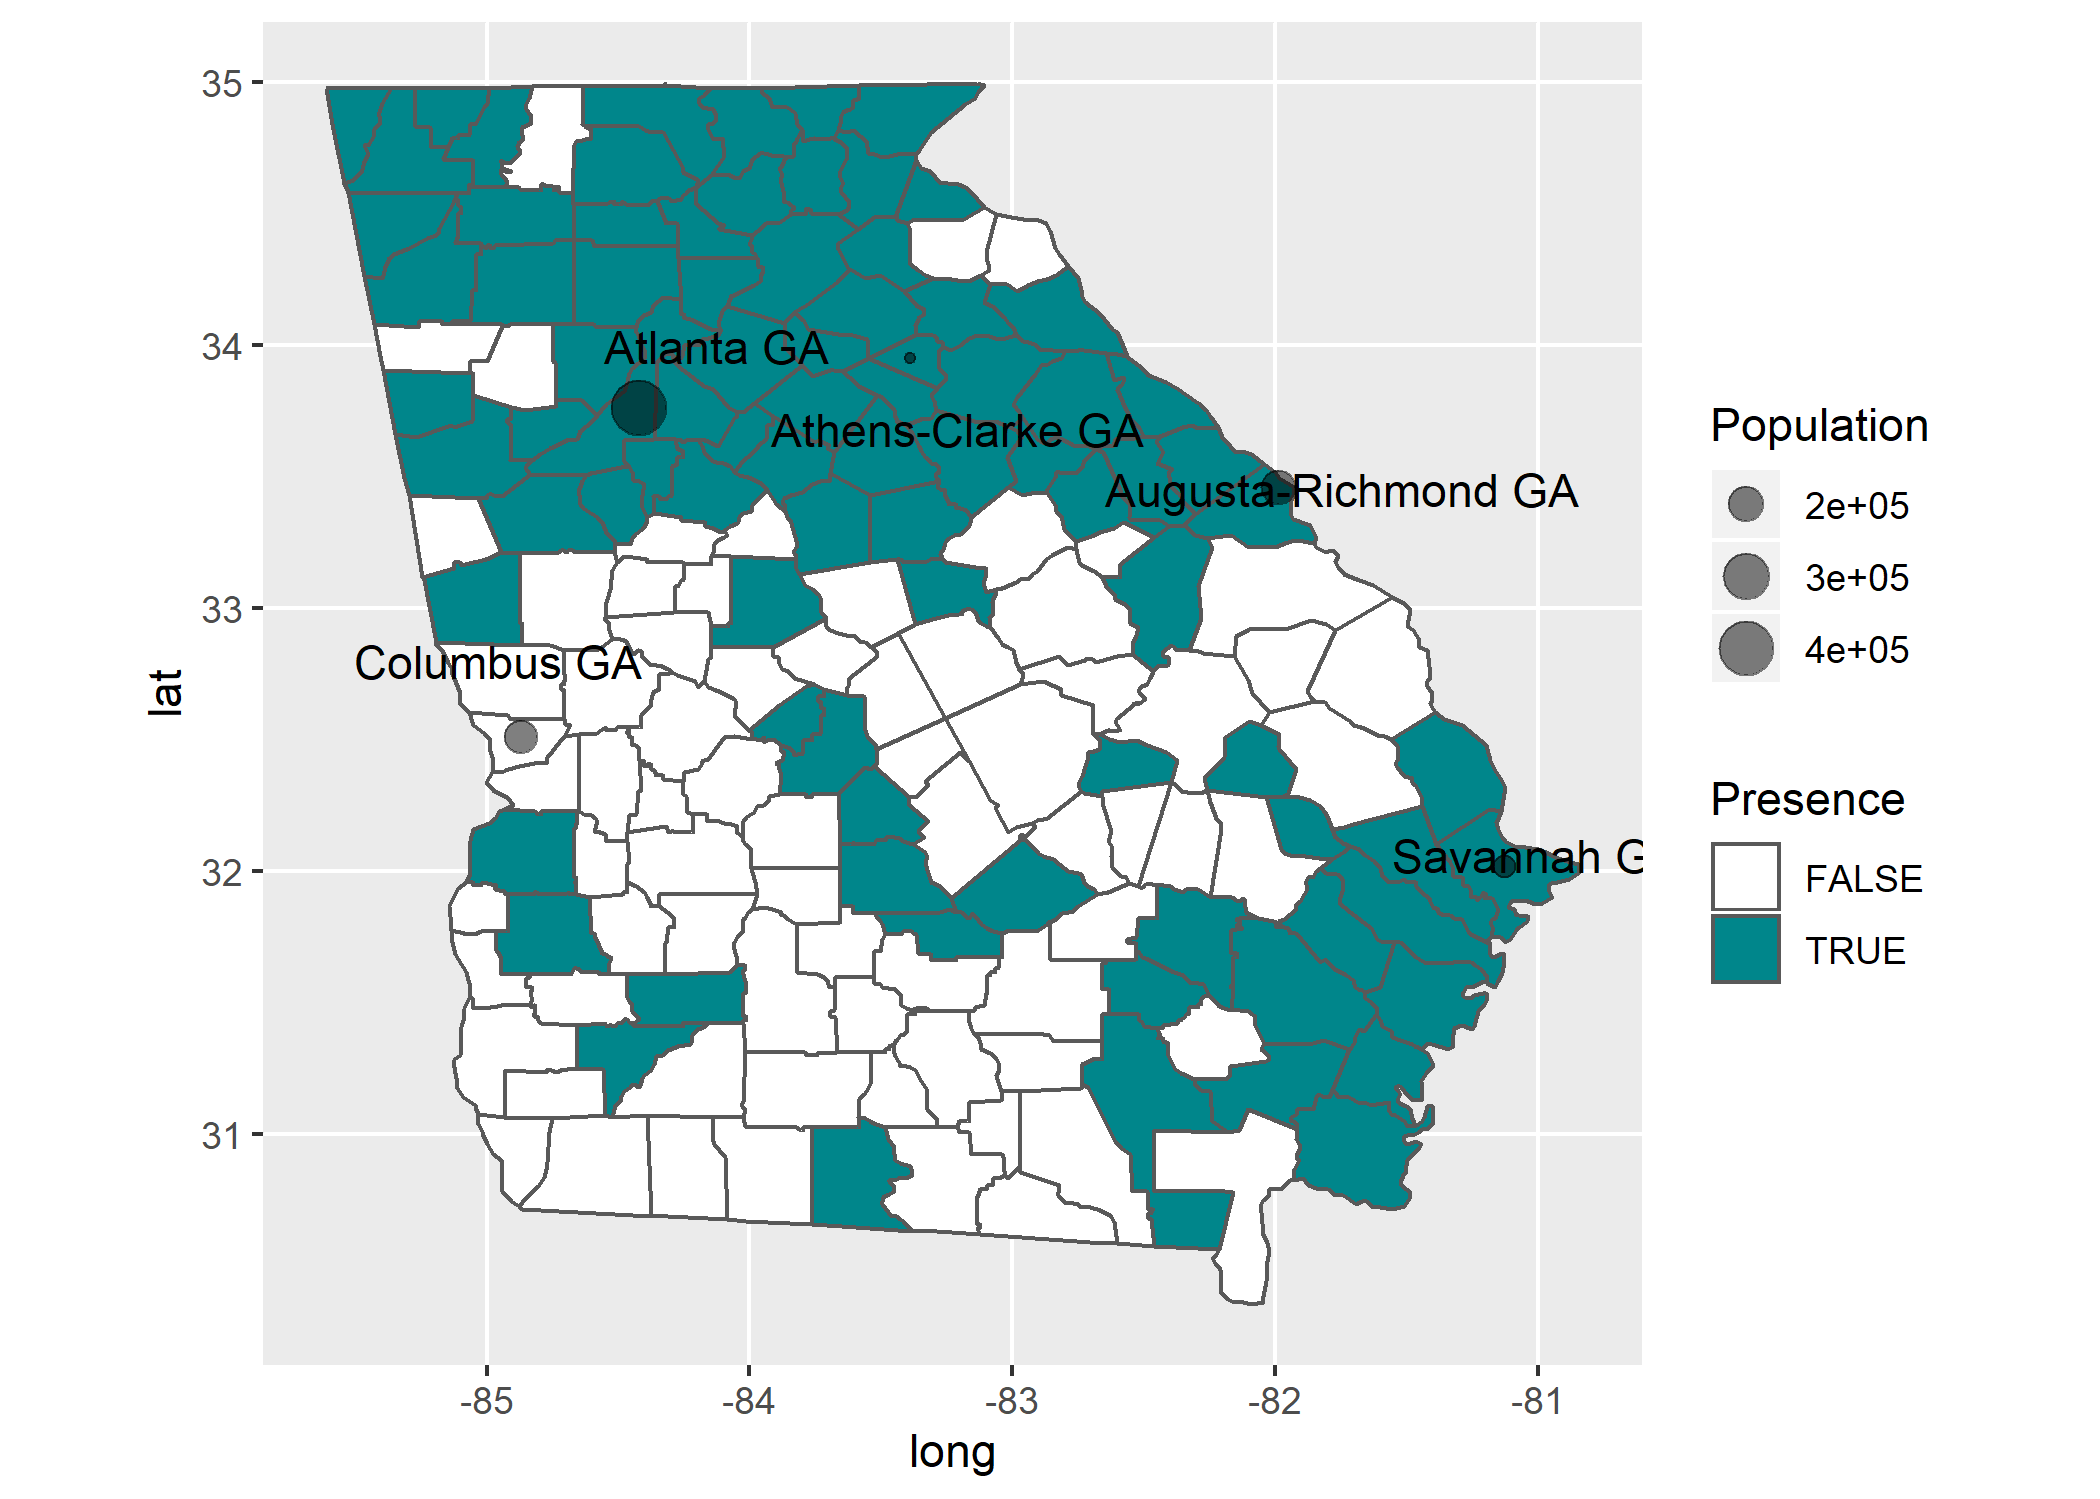 35
34
33
32
31
lat
-85
-84
-83
-82
-81
long
Atlanta GA
Athens-Clarke GA
Augusta-Richmond GA
Columbus GA
Savannah G
Population
2e+05
3e+05
4e+05
Presence
FALSE
TRUE